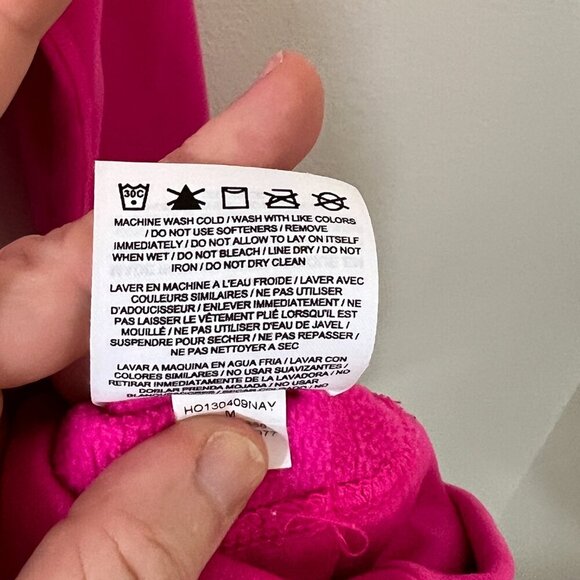 30C
MACHINE WASH COLD / WASH WITH LIKE COLORS
/ DO NOT USE SOFTENERS / REMOVE
IMMEDIATELY / DO NOT ALLOW TO LAY ON ITSELF
WHEN WET / DO NOT BLEACH / LINE DRY / DO NOT
IRON / DO NOT DRY CLEAN
LAVER EN MACHINE A L'EAU FROIDE / LAVER AVEC
COULEURS SIMILAIRES / NE PAS UTILISER
D'ADOUCISSEUR / ENLEVER IMMEDIATEMENT / NE
PAS LAISSER LE VÊTEMENT PLIÉ LORSQU'IL EST
MOUILLÉ / NE PAS UTILISER D'EAU DE JAVEL /
SUSPENDRE POUR SECHER / NE PAS REPASSER /
NE PAS NETTOYER A SEC
LAVAR A MAQUINA EN AGUA FRIA / LAVAR CON
COLORES SIMILARES / NO USAR SUAVIZANTES / NO
RETIRAR INMEDIATAMENTE DE LA LAVADORA / NO
DOBLAR PRENDA MOJADA / NO USAR
HO130409NAV
M